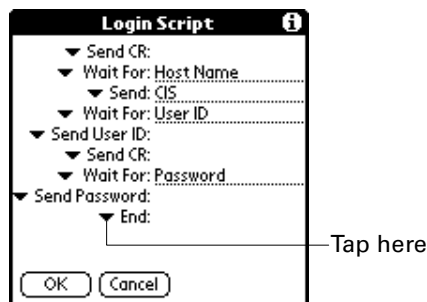 Login Script i
Send CR:
Wait For: Host Name
Send: CIS
Wait For: User ID
Send User ID:
Send CR:
Wait For: Password
Send Password:
End:
Tap here
OK Cancel